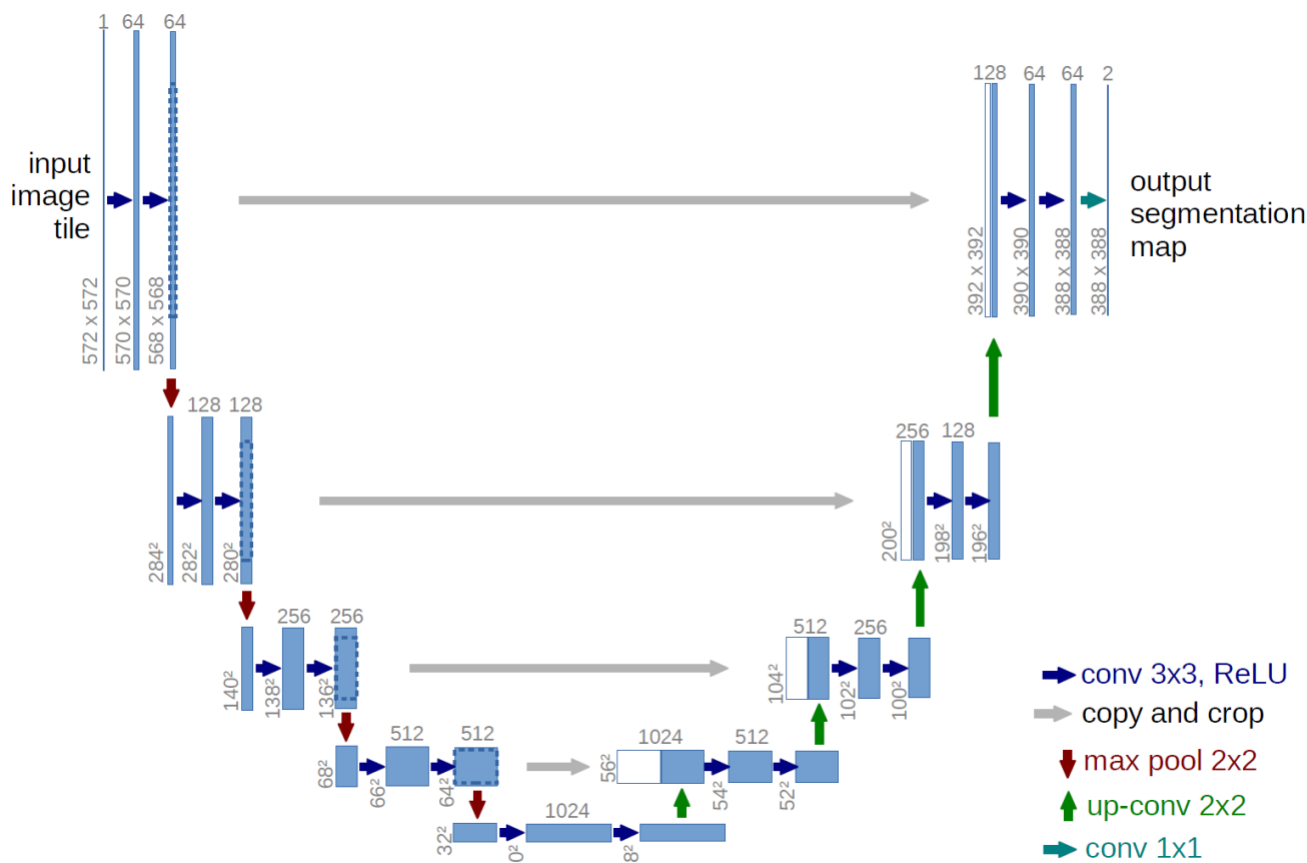 1 64 64
input
image
tile
572 x 572
570 x 570
568 x 568
128 64 64 2
output
segmentation
map
392 x 392
390 x 390
388 x 388
388 x 388
128 128
284²
282²
280²
256 128
200²
198²
196²
256 256
140²
138²
136²
512 256
104²
102²
100²
512 512
68²
66²
64²
1024 512
56²
54²
52²
1024
32²
0²
8²
conv 3x3, ReLU
copy and crop
max pool 2x2
up-conv 2x2
conv 1x1